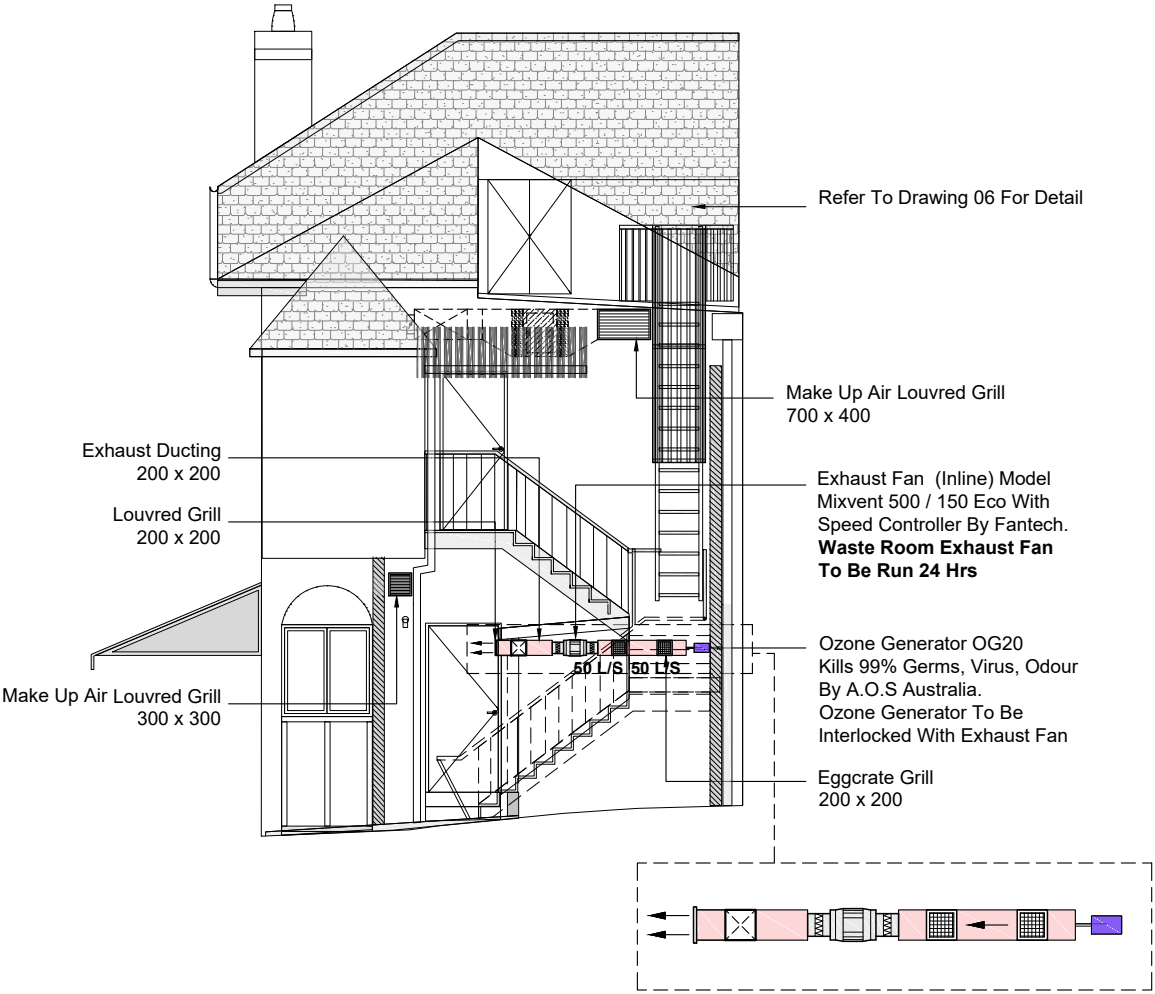 Refer To Drawing 06 For Detail
Make Up Air Louvred Grill
700 x 400
Exhaust Ducting
200 x 200
Louvred Grill
200 x 200
Exhaust Fan (Inline) Model
Mixvent 500 / 150 Eco With
Speed Controller By Fantech.
Waste Room Exhaust Fan
To Be Run 24 Hrs
Make Up Air Louvred Grill
300 x 300
50 L/S 50 L/S
Ozone Generator OG20
Kills 99% Germs, Virus, Odour
By A.O.S Australia.
Ozone Generator To Be
Interlocked With Exhaust Fan
Eggcrate Grill
200 x 200